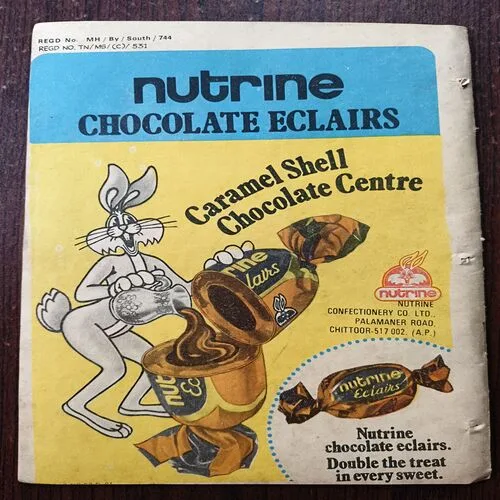 REGD No. MH / By / South / 744
REGD NO. TN/MS/(C)/ 531
nutrine
CHOCOLATE ECLAIRS
Caramel Shell
Chocolate Centre
nutrine
Eclairs
nutrine
NUTRINE
CONFECTIONERY CO. LTD.,
PALAMANER ROAD,
CHITTOOR-517 002. (A.P.)
nutrine
Eclairs
Nutrine
chocolate eclairs.
Double the treat
in every sweet.